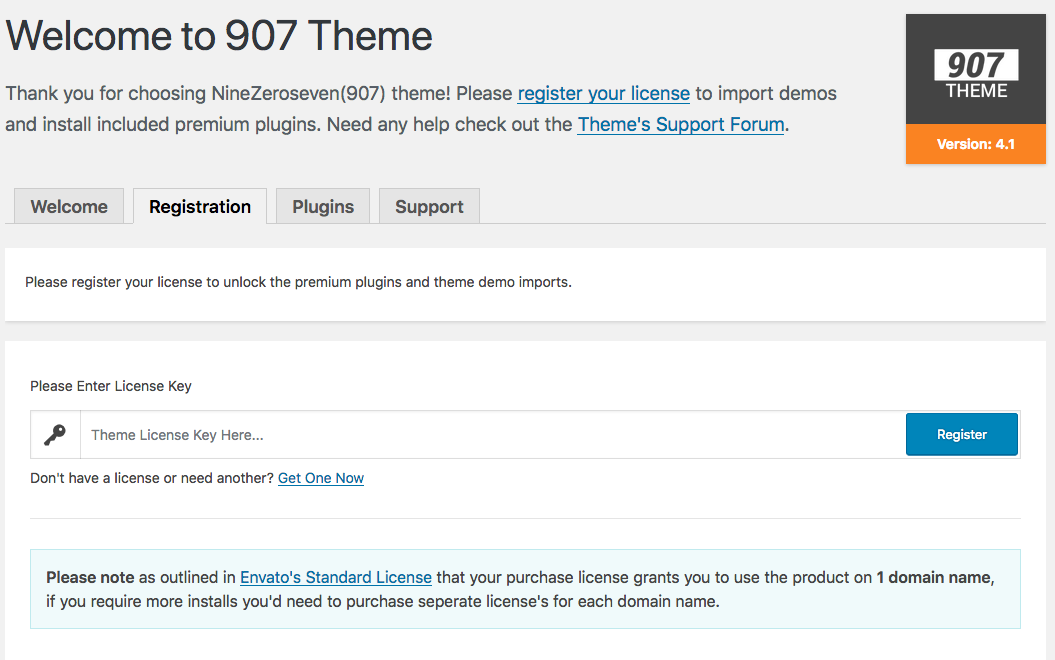 Welcome to 907 Theme
Thank you for choosing NineZeroseven(907) theme! Please register your license to import demos
and install included premium plugins. Need any help check out the Theme's Support Forum.
907
THEME
Version: 4.1
Welcome
Registration
Plugins
Support
Please register your license to unlock the premium plugins and theme demo imports.
Please Enter License Key
Theme License Key Here...
Register
Don't have a license or need another? Get One Now
Please note as outlined in Envato's Standard License that your purchase license grants you to use the product on 1 domain name,
if you require more installs you'd need to purchase seperate license's for each domain name.